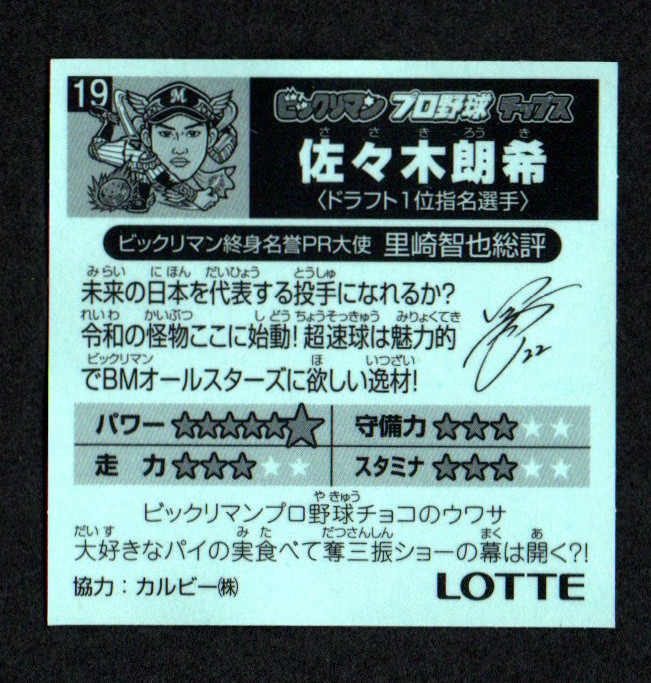 19
M
ビックリマン プロ野球 チップス
さ さ き ろう き
佐々木朗希
〈ドラフト1位指名選手〉
ビックリマン終身名誉PR大使 里崎智也総評
みらい にほん だいひょう とうしゅ
未来の日本を代表する投手になれるか?
れいわ かいぶつ しどう ちょうそっきゅう みりょくてき
令和の怪物ここに始動! 超速球は魅力的
ビックリマン ほ いつざい
でBMオールスターズに欲しい逸材!
22
パワー ★★★★★★ 守備力 ★★★★★
走 力 ★★★★★ スタミナ ★★★★★
やきゅう
ビックリマンプロ野球チョコのウワサ
だいす みた だつさんしん まく あ
大好きなパイの実食べて奪三振ショーの幕は開く?!
協力:カルビー㈱ LOTTE